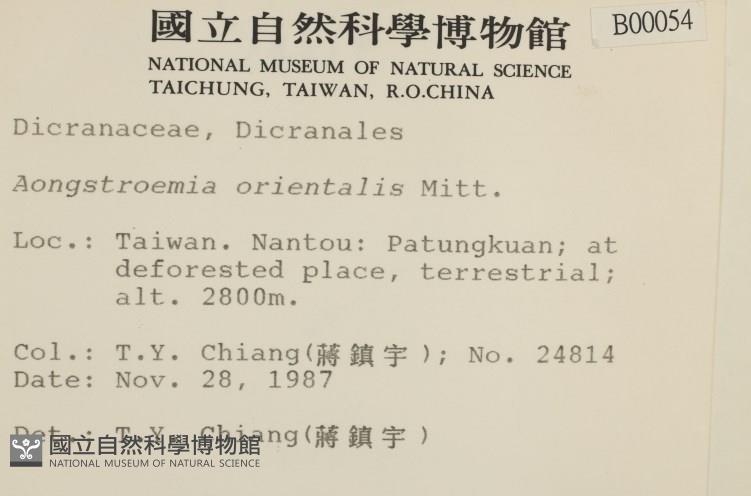 國立自然科學博物館
B00054
NATIONAL MUSEUM OF NATURAL SCIENCE
TAICHUNG, TAIWAN, R.O.CHINA
Dicranaceae, Dicranales
Aongstroemia orientalis Mitt.
Loc.: Taiwan. Nantou: Patungkuan; at
deforested place, terrestrial;
alt. 2800m.
Col.: T.Y. Chiang(蔣鎮宇); No. 24814
Date: Nov. 28, 1987
Det.: T.Y. Chiang(蔣鎮宇)
國立自然科學博物館
NATIONAL MUSEUM OF NATURAL SCIENCE